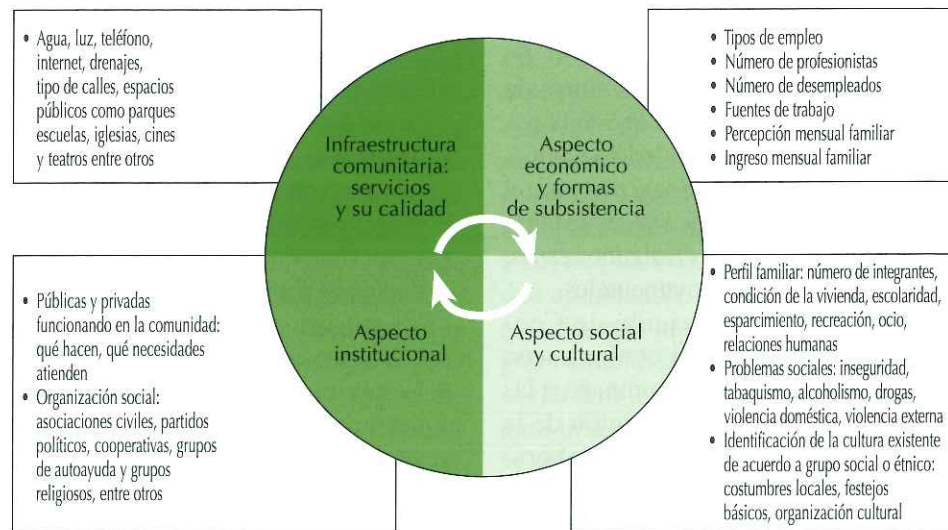 • Agua, luz, teléfono,
internet, drenajes,
tipo de calles, espacios
públicos como parques
escuelas, iglesias, cines
y teatros entre otros
Infraestructura
comunitaria:
servicios
y su calidad
Aspecto
económico
y formas
de subsistencia
• Tipos de empleo
• Número de profesionistas
• Número de desempleados
• Fuentes de trabajo
• Percepción mensual familiar
• Ingreso mensual familiar
• Públicas y privadas
funcionando en la comunidad:
qué hacen, qué necesidades
atienden
• Organización social:
asociaciones civiles, partidos
políticos, cooperativas, grupos
de autoayuda y grupos
religiosos, entre otros
Aspecto
institucional
Aspecto social
y cultural
• Perfil familiar: número de integrantes,
condición de la vivienda, escolaridad,
esparcimiento, recreación, ocio,
relaciones humanas
• Problemas sociales: inseguridad,
tabaquismo, alcoholismo, drogas,
violencia doméstica, violencia externa
• Identificación de la cultura existente
de acuerdo a grupo social o étnico:
costumbres locales, festejos
básicos, organización cultural